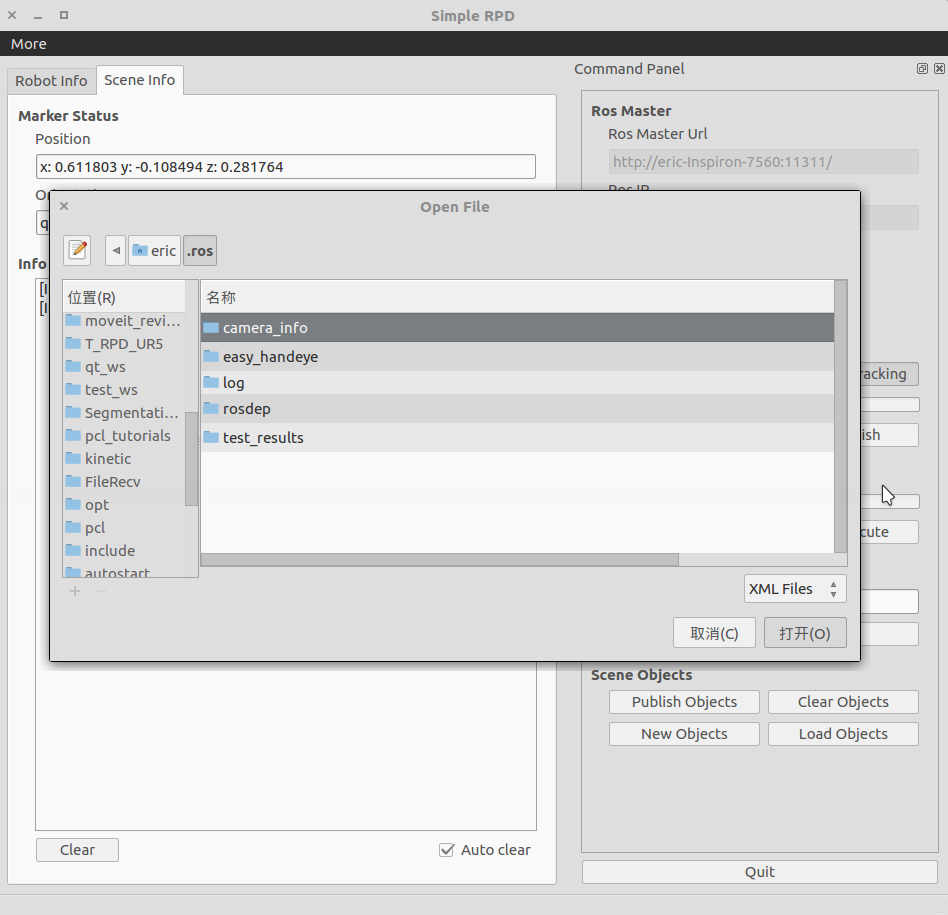 Simple RPD
More
Robot Info
Scene Info
Marker Status
Position
x: 0.611803 y: -0.108494 z: 0.281764
Info
Command Panel
Ros Master
Ros Master Url
http://eric-Inspiron-7560:11311/
Ros IP
Open File
eric
.ros
位置(R)
moveit_revi...
T_RPD_UR5
qt_ws
test_ws
Segmentati...
pcl_tutorials
kinetic
FileRecv
opt
pcl
include
autostart
名称
camera_info
easy_handeye
log
rosdep
test_results
XML Files
取消(C)
打开(O)
racking
ish
cute
Scene Objects
Publish Objects
Clear Objects
New Objects
Load Objects
Clear
Auto clear
Quit